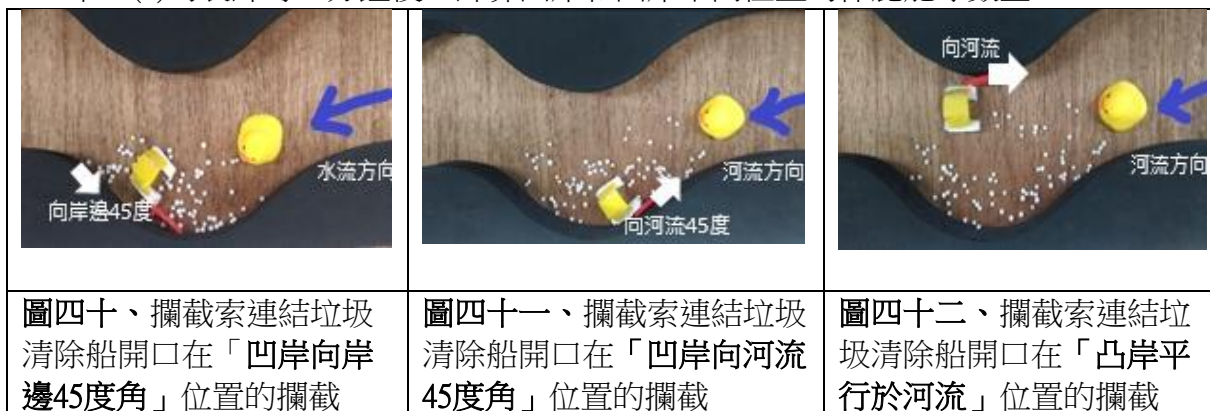 水流方向
向岸邊45度
河流方向
向河流45度
向河流
河流方向
圖四十、攔截索連結垃圾
清除船開口在「凹岸向岸
邊45度角」位置的攔截
圖四十一、攔截索連結垃圾
清除船開口在「凹岸向河流
45度角」位置的攔截
圖四十二、攔截索連結垃
圾清除船開口在「凸岸平
行於河流」位置的攔截